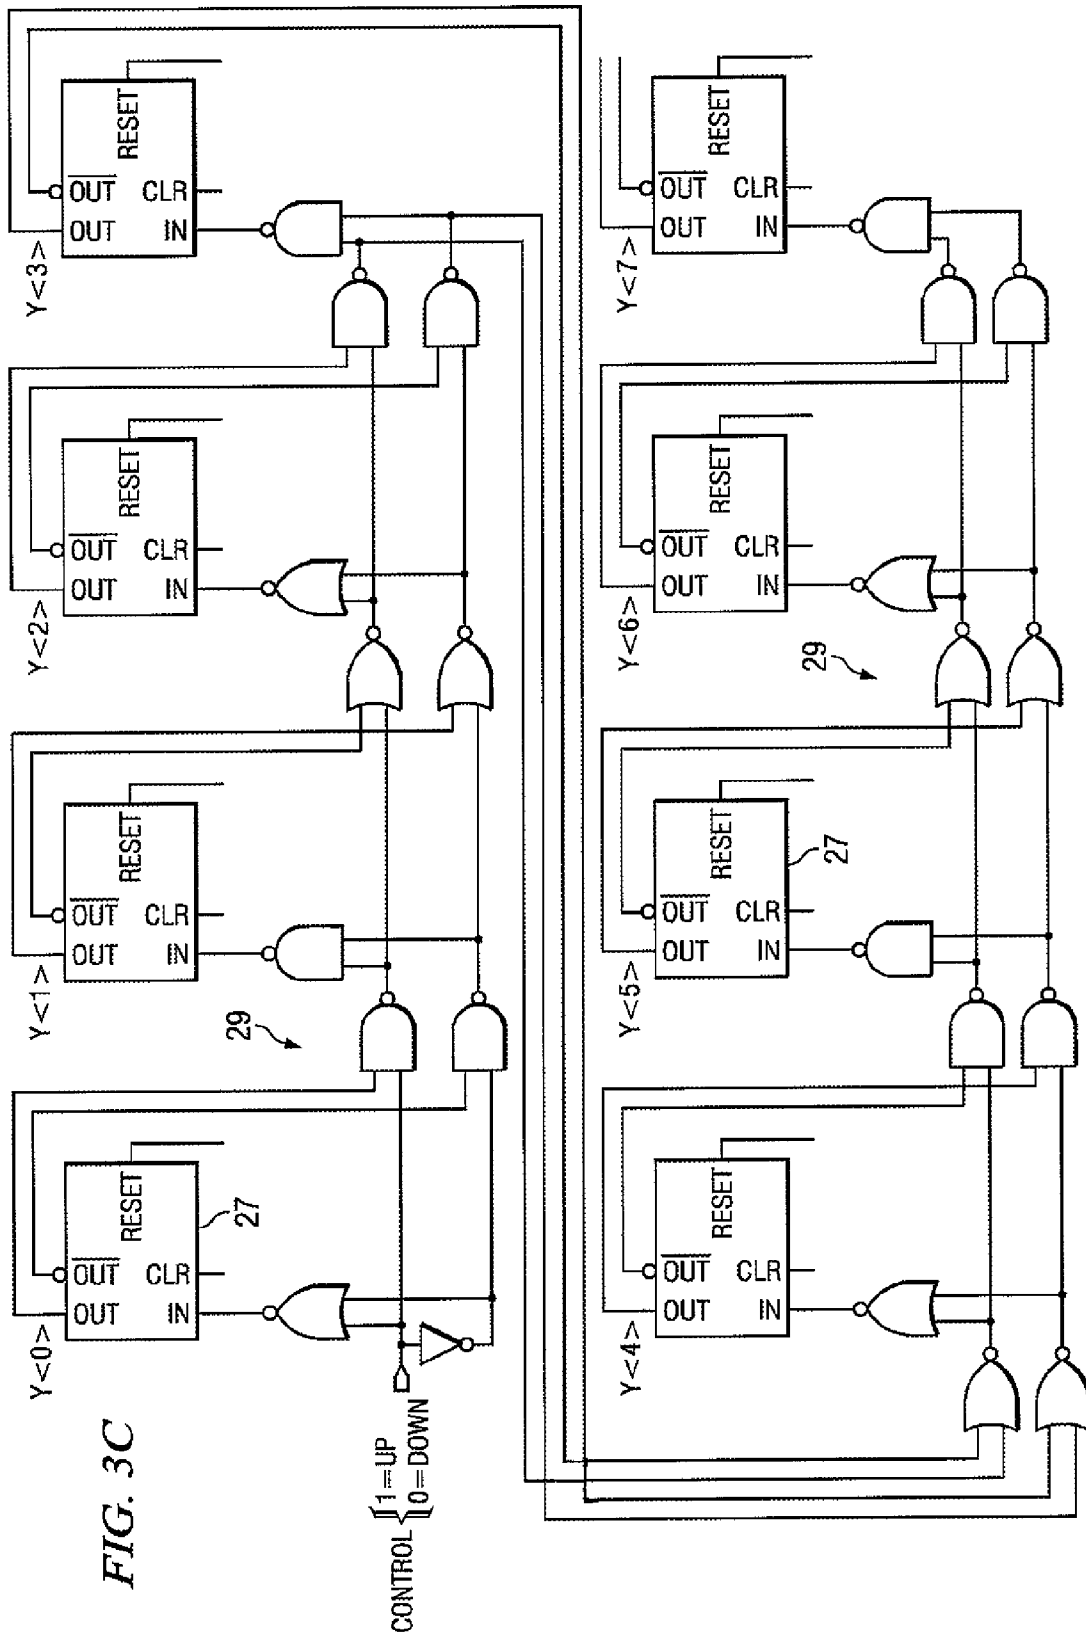 FIG. 3C
CONTROL
1=UP
0=DOWN
Y<0>
OUT
OUT
RESET
IN
CLR
27
29
Y<1>
OUT
OUT
RESET
IN
CLR
Y<2>
OUT
OUT
RESET
IN
CLR
Y<3>
OUT
OUT
RESET
IN
CLR
Y<4>
OUT
OUT
RESET
IN
CLR
Y<5>
OUT
OUT
RESET
IN
CLR
27
29
Y<6>
OUT
OUT
RESET
IN
CLR
Y<7>
OUT
OUT
RESET
IN
CLR